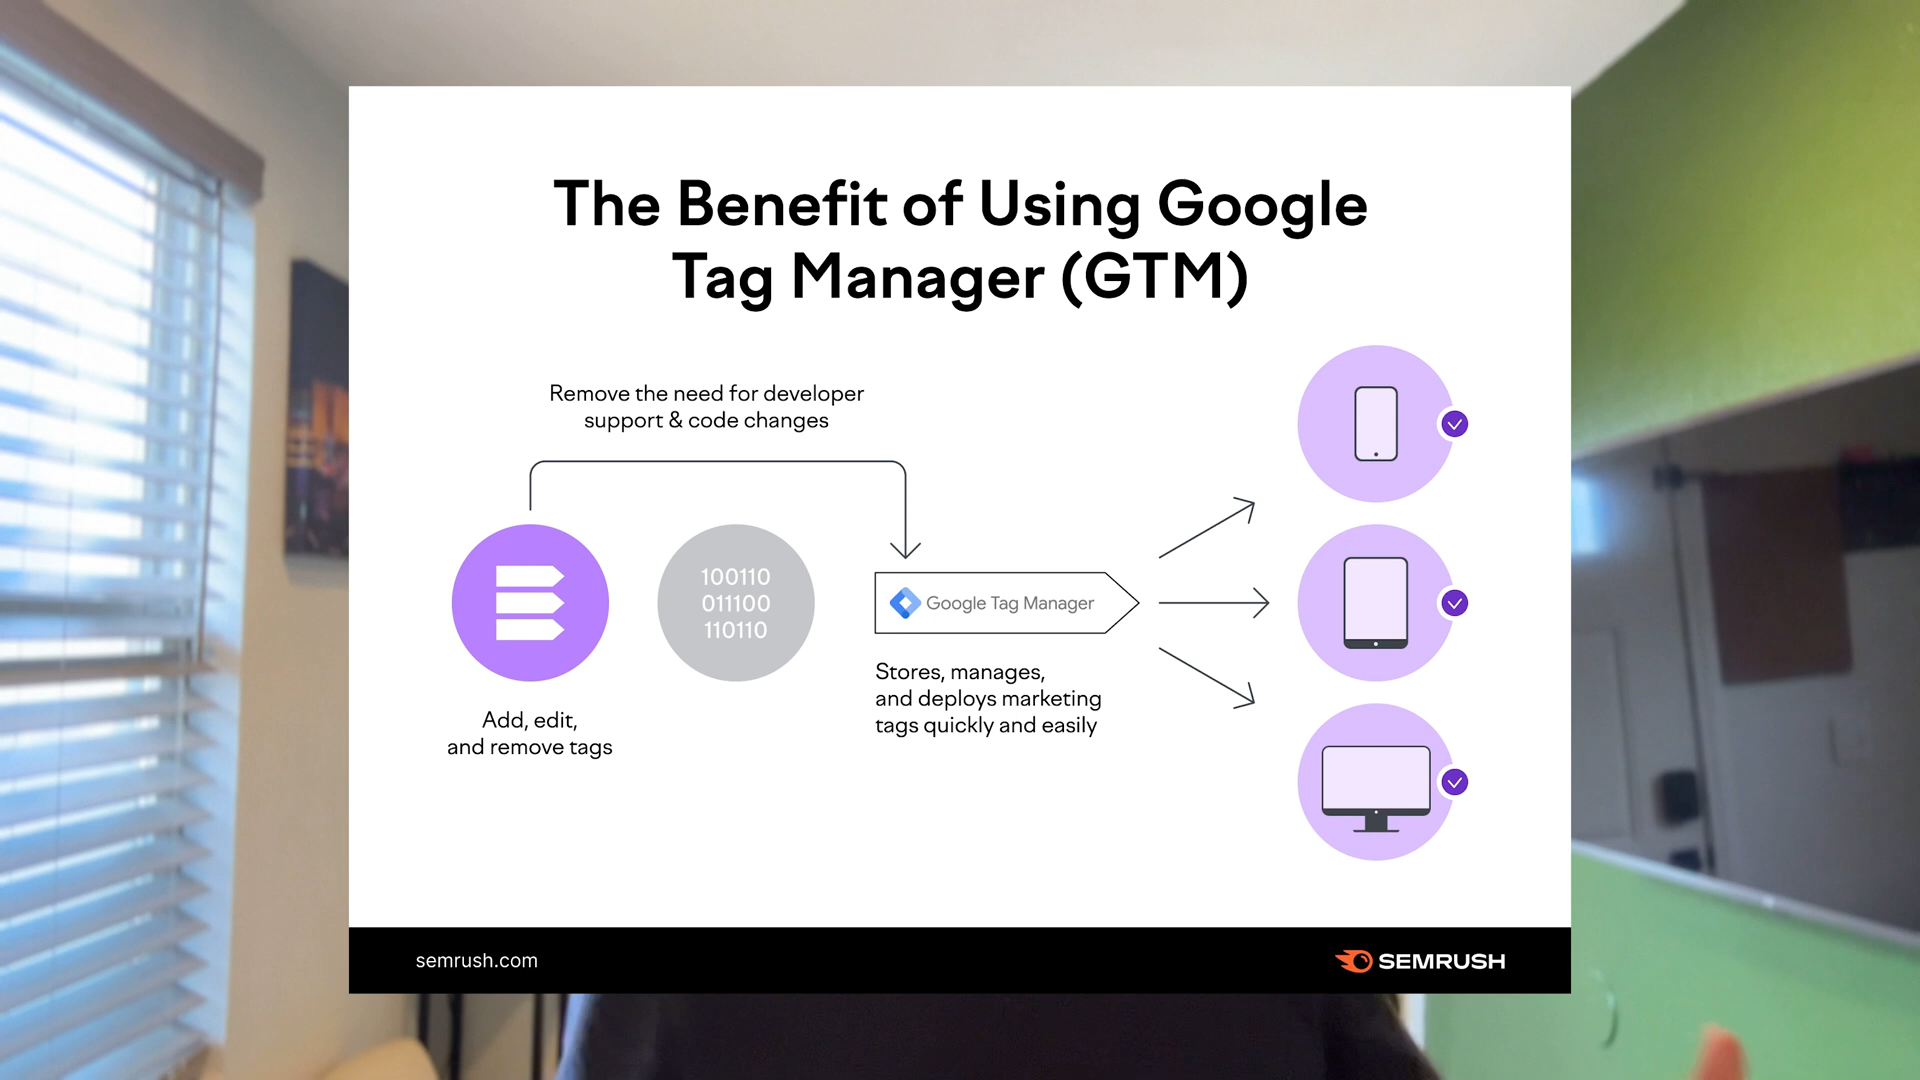 The Benefit of Using Google
Tag Manager (GTM)
Remove the need for developer
support & code changes
100110
011100
110110
Google Tag Manager
Add, edit,
and remove tags
Stores, manages,
and deploys marketing
tags quickly and easily
semrush.com
SEMRUSH